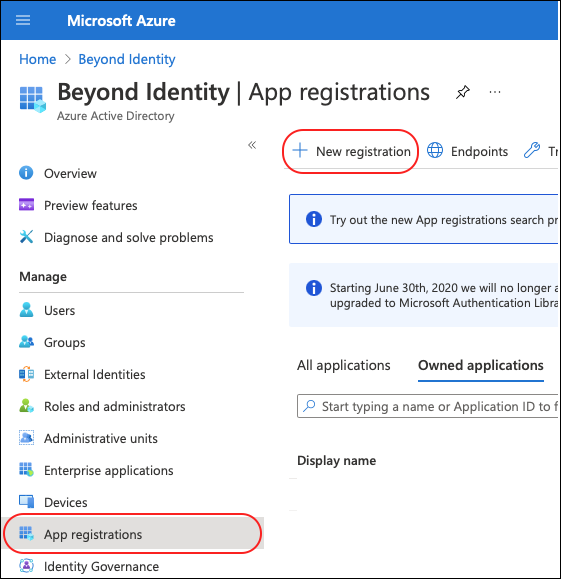 Microsoft Azure
Home > Beyond Identity
Beyond Identity | App registrations
Azure Active Directory
Overview
Preview features
Diagnose and solve problems
Manage
Users
Groups
External Identities
Roles and administrators
Administrative units
Enterprise applications
Devices
App registrations
Identity Governance
New registration
Endpoints
Tr
Try out the new App registrations search pr
Starting June 30th, 2020 we will no longer a
upgraded to Microsoft Authentication Libra
All applications
Owned applications
Start typing a name or Application ID to f
Display name